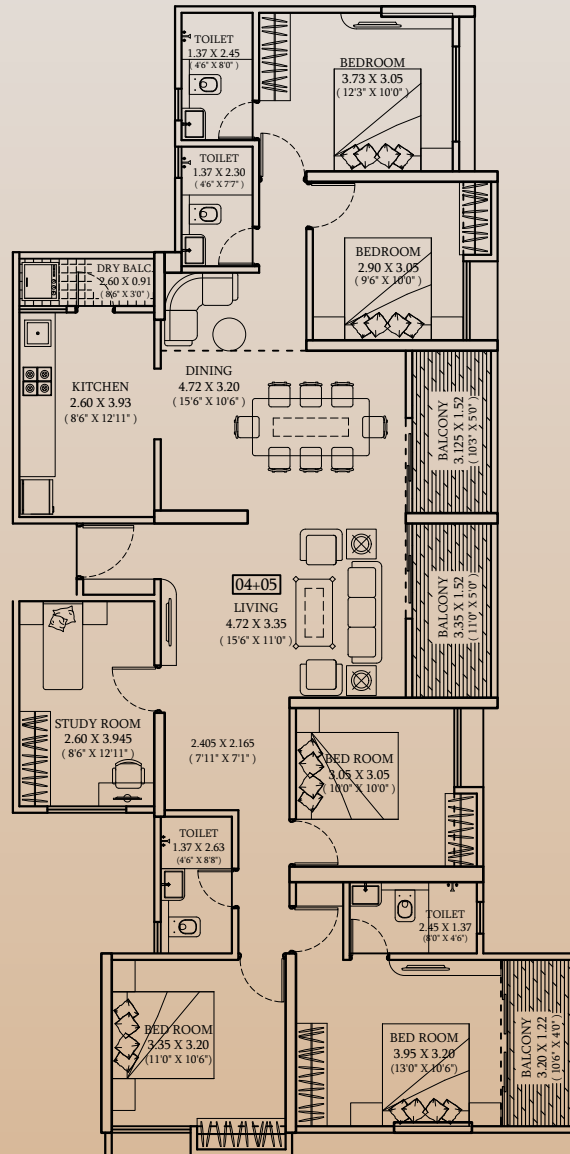 TOILET
1.37 X 2.45
( 4'6" X 8'0" )
BEDROOM
3.73 X 3.05
( 12'3" X 10'0" )
TOILET
1.37 X 2.30
( 4'6" X 7'7" )
BEDROOM
2.90 X 3.05
( 9'6" X 10'0" )
DRY BALC.
2.60 X 0.91
( 8'6" X 3'0" )
KITCHEN
2.60 X 3.93
( 8'6" X 12'11" )
DINING
4.72 X 3.20
( 15'6" X 10'6" )
BALCONY
3.125 X 1.52
( 10'3" X 5'0" )
04+05
LIVING
4.72 X 3.35
( 15'6" X 11'0" )
BALCONY
3.35 X 1.52
( 11'0" X 5'0" )
STUDY ROOM
2.60 X 3.945
( 8'6" X 12'11" )
2.405 X 2.165
( 7'11" X 7'1" )
BED ROOM
3.05 X 3.05
( 10'0" X 10'0" )
TOILET
1.37 X 2.63
(4'6" X 8'8")
TOILET
2.45 X 1.37
(8'0" X 4'6")
BED ROOM
3.35 X 3.20
(11'0" X 10'6")
BED ROOM
3.95 X 3.20
(13'0" X 10'6")
BALCONY
3.20 X 1.22
( 10'6" X 4'0" )